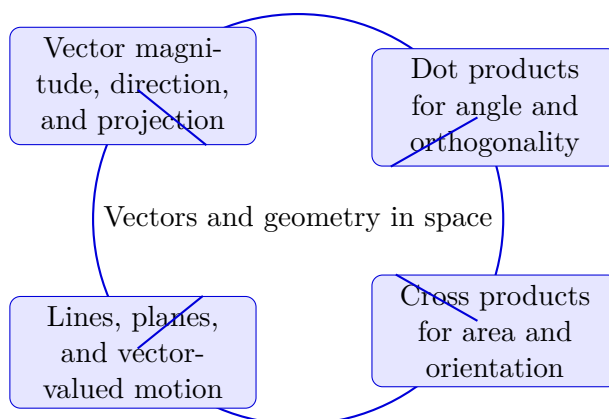 Vector magni-
tude, direction,
and projection
Dot products
for angle and
orthogonality
Vectors and geometry in space
Lines, planes,
and vector-
valued motion
Cross products
for area and
orientation